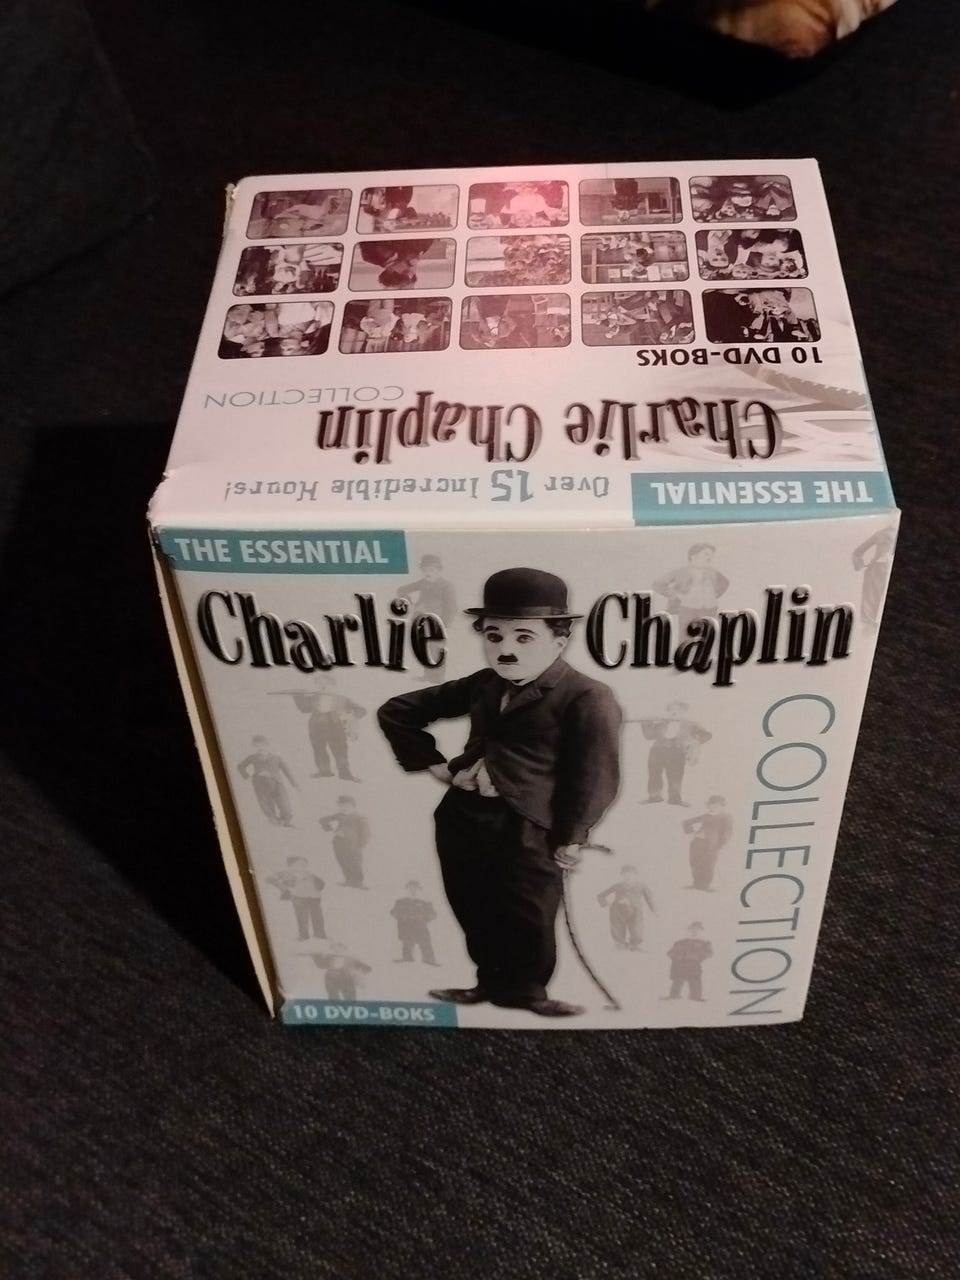 10 DVD-BOKS
Charlie Chaplin
COLLECTION
THE ESSENTIAL
Over 15 Incredible Hours!
THE ESSENTIAL
Charlie Chaplin
COLLECTION
10 DVD-BOKS